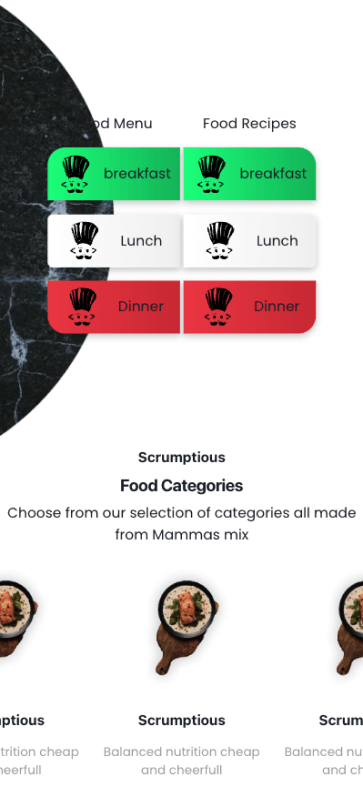 od Menu
Food Recipes
breakfast
breakfast
Lunch
Lunch
Dinner
Dinner
Scrumptious
Food Categories
Choose from our selection of categories all made
from Mammas mix
ptious
Scrumptious
Scrum
trition cheap
Balanced nutrition cheap
Balanced nu
heerfull
and cheerfull
and ch